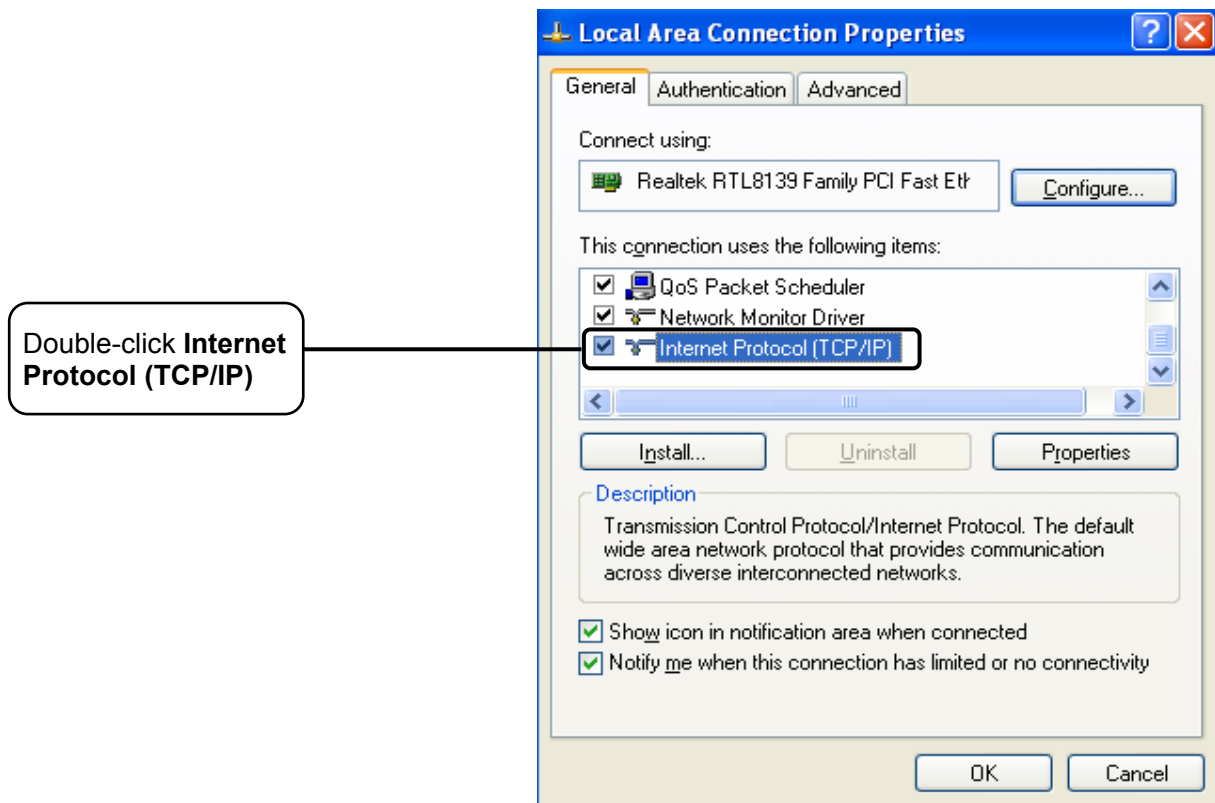 Local Area Connection Properties
General
Authentication
Advanced
Connect using:
Realtek RTL8139 Family PCI Fast Eth
Configure...
This connection uses the following items:
QoS Packet Scheduler
Network Monitor Driver
Internet Protocol (TCP/IP)
Double-click Internet
Protocol (TCP/IP)
Install...
Uninstall
Properties
Description
Transmission Control Protocol/Internet Protocol. The default
wide area network protocol that provides communication
across diverse interconnected networks.
Show icon in notification area when connected
Notify me when this connection has limited or no connectivity
OK
Cancel